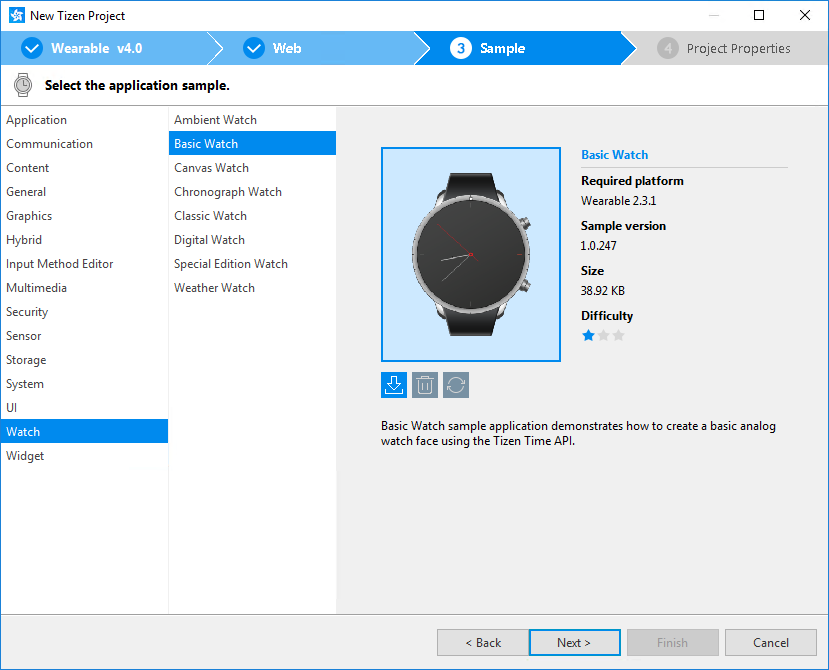 New Tizen Project
Wearable v4.0
Web
3 Sample
4 Project Properties
Select the application sample.
Application
Communication
Content
General
Graphics
Hybrid
Input Method Editor
Multimedia
Security
Sensor
Storage
System
UI
Watch
Widget
Ambient Watch
Basic Watch
Canvas Watch
Chronograph Watch
Classic Watch
Digital Watch
Special Edition Watch
Weather Watch
Basic Watch
Required platform
Wearable 2.3.1
Sample version
1.0.247
Size
38.92 KB
Difficulty
Basic Watch sample application demonstrates how to create a basic analog
watch face using the Tizen Time API.
< Back
Next >
Finish
Cancel